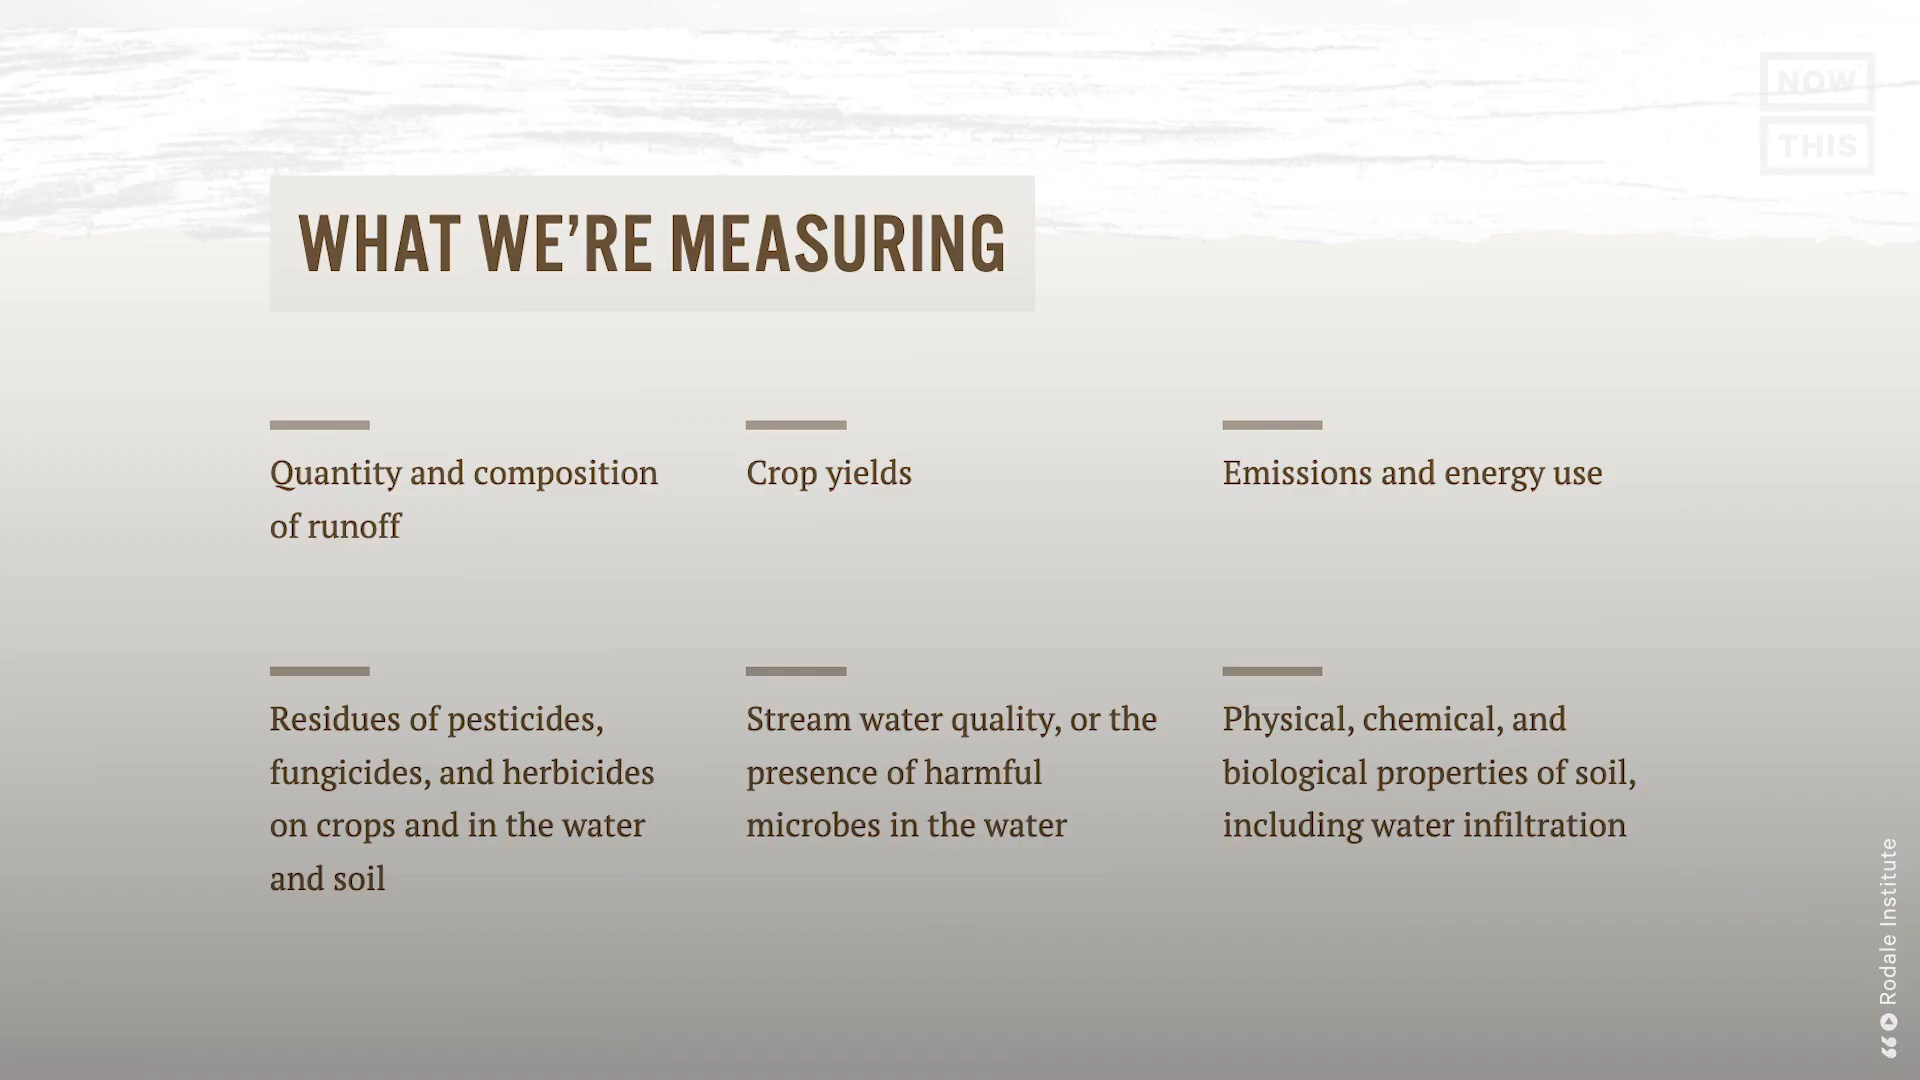 NOW
THIS
WHAT WE’RE MEASURING
Quantity and composition
of runoff
Crop yields
Emissions and energy use
Residues of pesticides,
fungicides, and herbicides
on crops and in the water
and soil
Stream water quality, or the
presence of harmful
microbes in the water
Physical, chemical, and
biological properties of soil,
including water infiltration
Rodale Institute